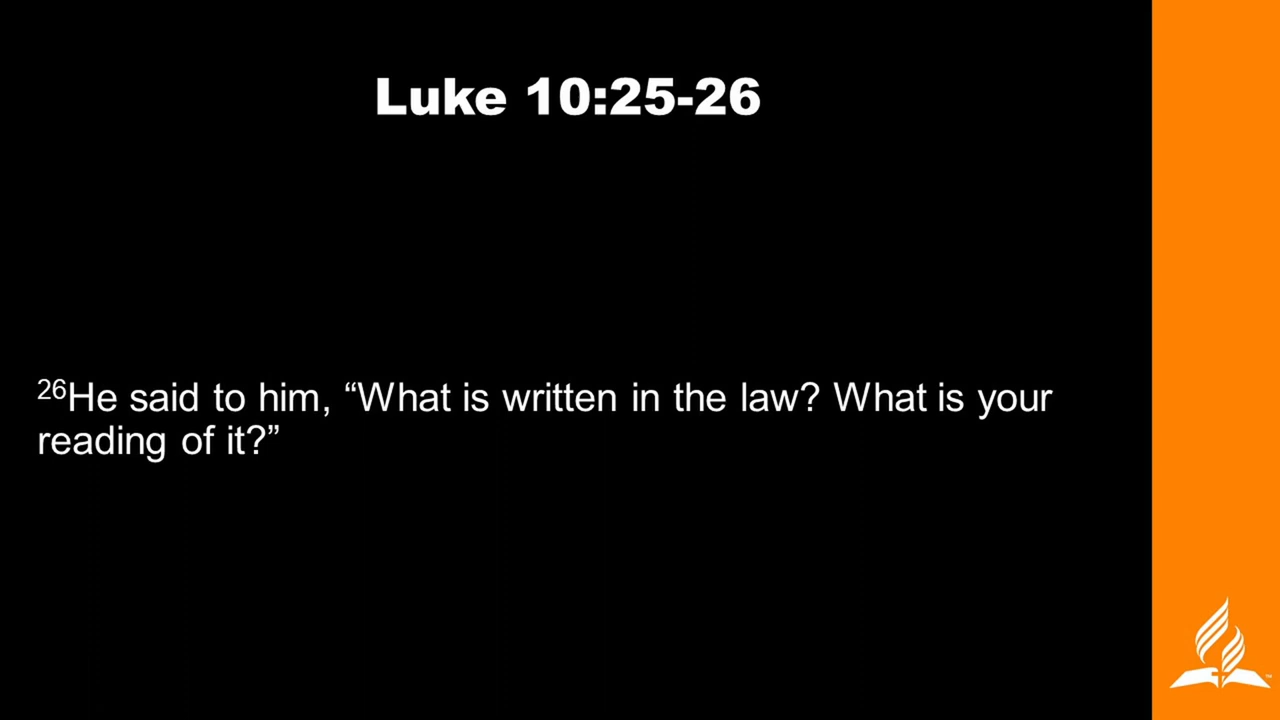 Luke 10:25-26
26He said to him, “What is written in the law? What is your
reading of it?”